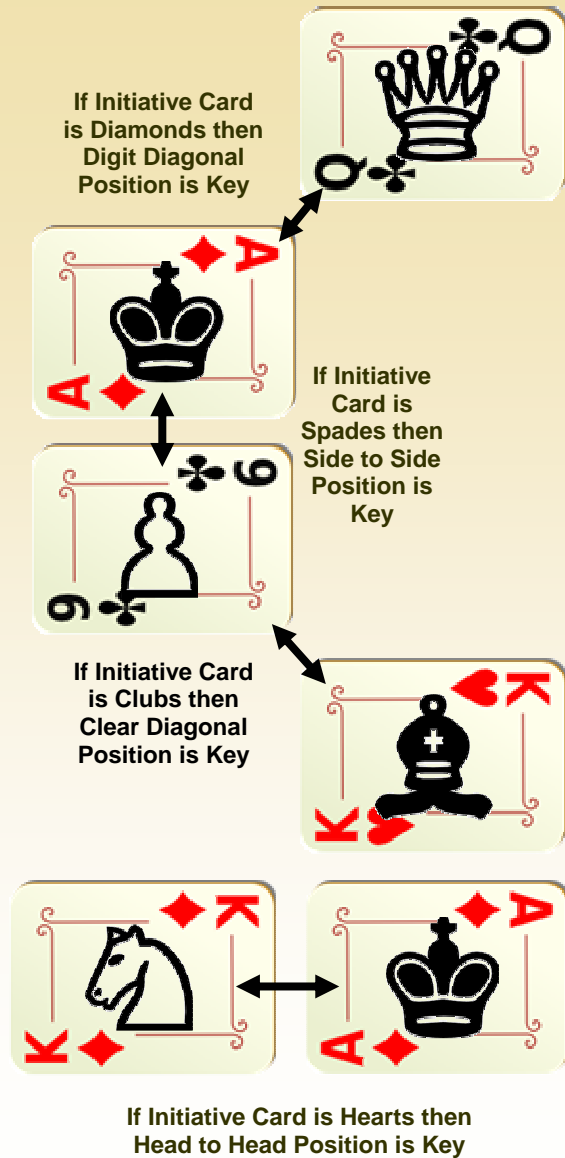 Q
If Initiative Card
is Diamonds then
Digit Diagonal
Position is Key
Q
A
A
If Initiative
Card is
Spades then
Side to Side
Position is
Key
9
9
If Initiative Card
is Clubs then
Clear Diagonal
Position is Key
K
K
K
A
K
A
If Initiative Card is Hearts then
Head to Head Position is Key